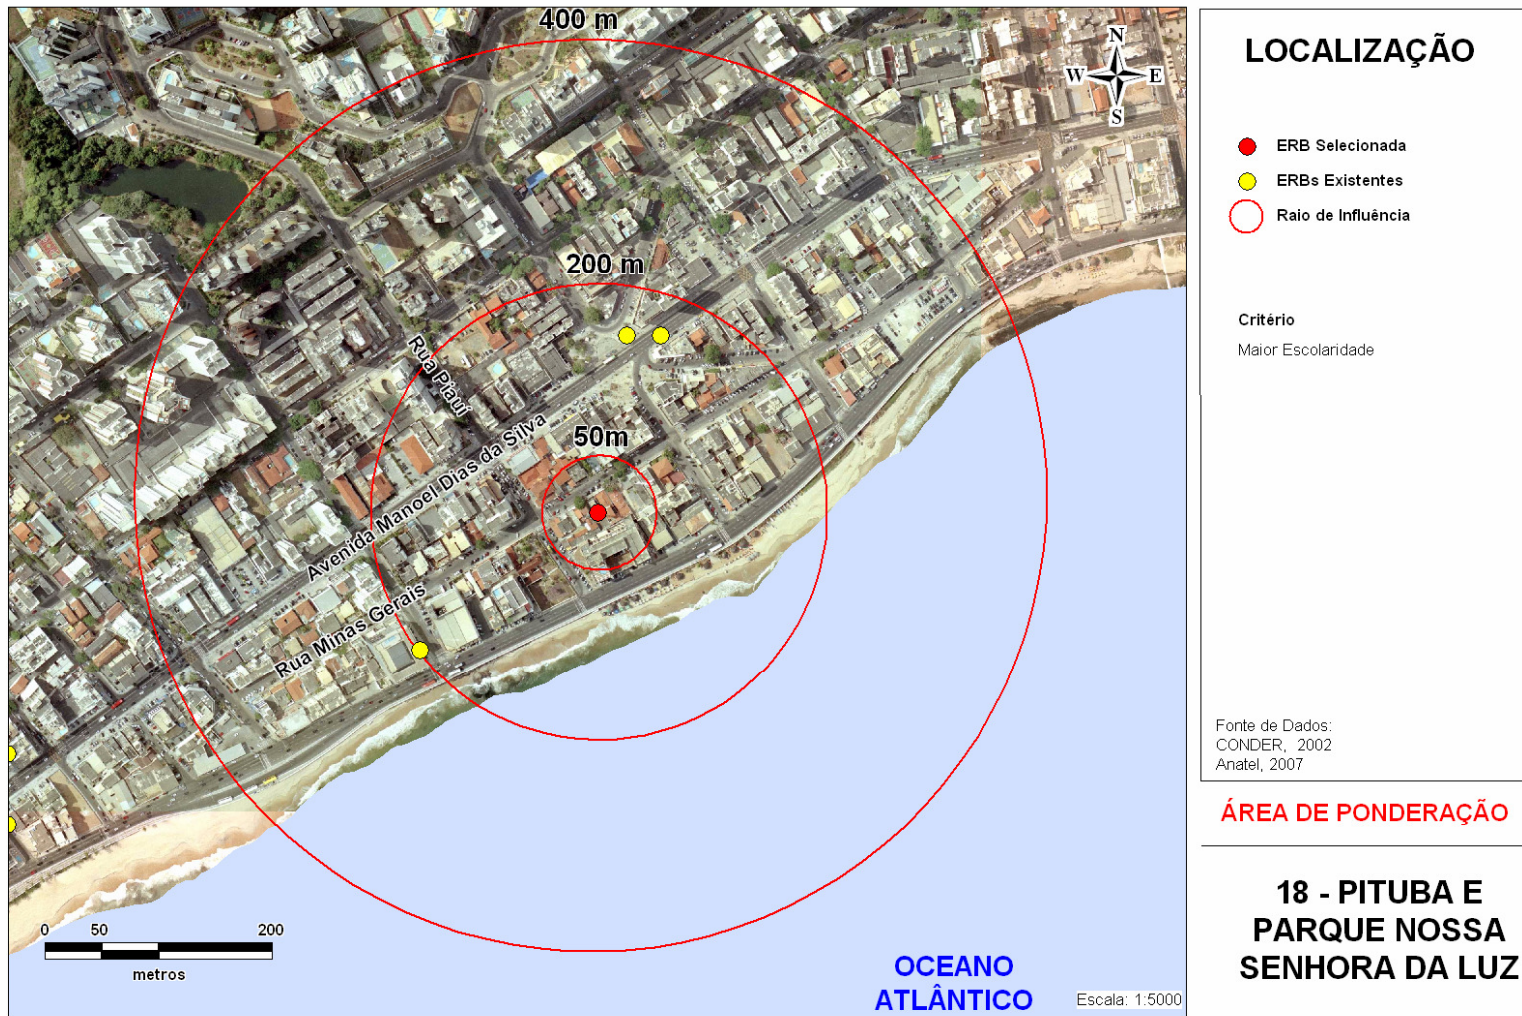 400 m
200 m
50m
Rua Piauí
Avenida Manoel Dias da Silva
Rua Minas Gerais
N
W
E
S
0
50
200
metros
OCEANO
ATLÂNTICO
Escala: 1:5000
LOCALIZAÇÃO
ERB Selecionada
ERBs Existentes
Raio de Influência
Critério
Maior Escolaridade
Fonte de Dados:
CONDER, 2002
Anatel, 2007
ÁREA DE PONDERAÇÃO
18 - PITUBA E
PARQUE NOSSA
SENHORA DA LUZ